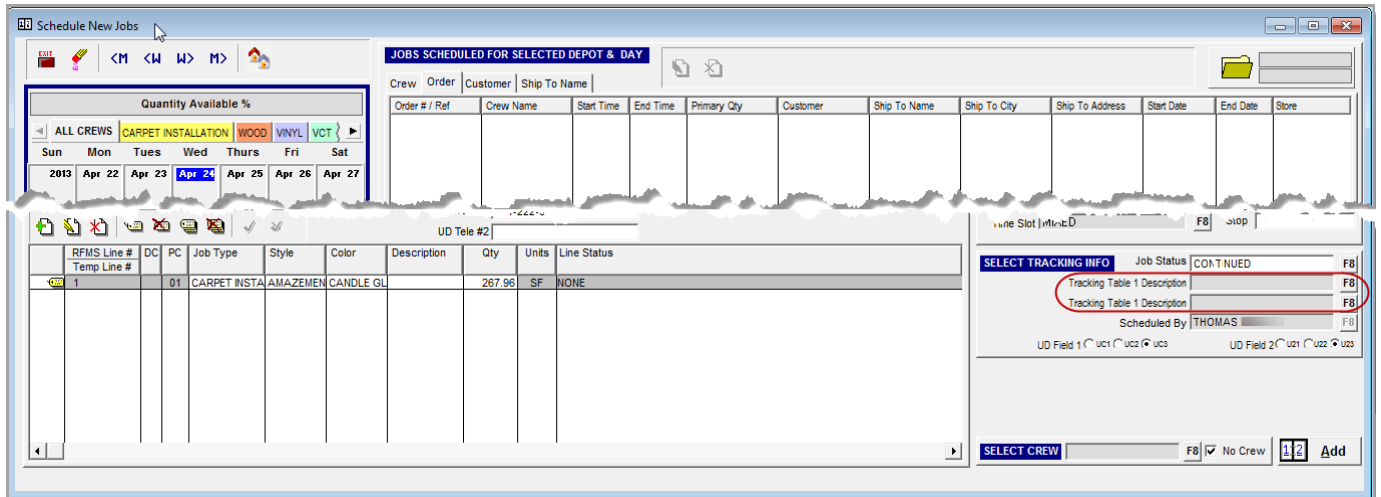 Schedule New Jobs
EXIT <M <W W> M>
JOBS SCHEDULED FOR SELECTED DEPOT & DAY
Crew Order Customer Ship To Name
Order # / Ref Crew Name Start Time End Time Primary Qty Customer Ship To Name Ship To City Ship To Address Start Date End Date Store
Quantity Available %
ALL CREWS CARPET INSTALLATION WOOD VINYL VCT
Sun Mon Tues Wed Thurs Fri Sat
2013 Apr 22 Apr 23 Apr 24 Apr 25 Apr 26 Apr 27
UD Tele #2
Time Slot MIXED F8 Stop
RFMS Line # DC PC Job Type Style Color Description Qty Units Line Status
Temp Line #
1 01 CARPET INSTA AMAZEMEN CANDLE GL 267.96 SF NONE
SELECT TRACKING INFO Job Status CONTINUED F8
Tracking Table 1 Description F8
Tracking Table 1 Description F8
Scheduled By THOMAS F8
UD Field 1 UC1 UC2 UC3 UD Field 2 U21 U22 U23
SELECT CREW F8 No Crew 112 Add